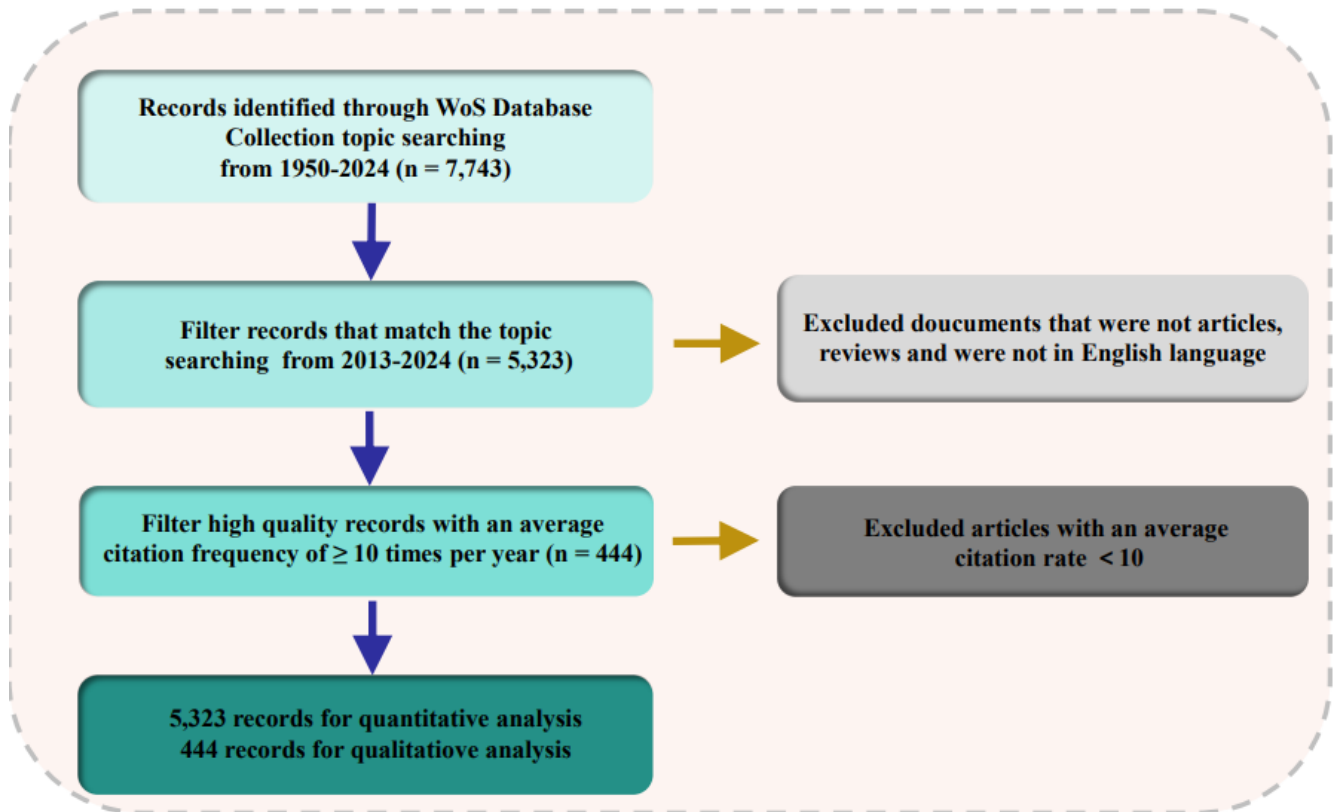 Records identified through WoS Database
Collection topic searching
from 1950-2024 (n = 7,743)
Filter records that match the topic
searching from 2013-2024 (n = 5,323)
Excluded doucuments that were not articles,
reviews and were not in English language
Filter high quality records with an average
citation frequency of ≥ 10 times per year (n = 444)
Excluded articles with an average
citation rate < 10
5,323 records for quantitative analysis
444 records for qualitatiove analysis